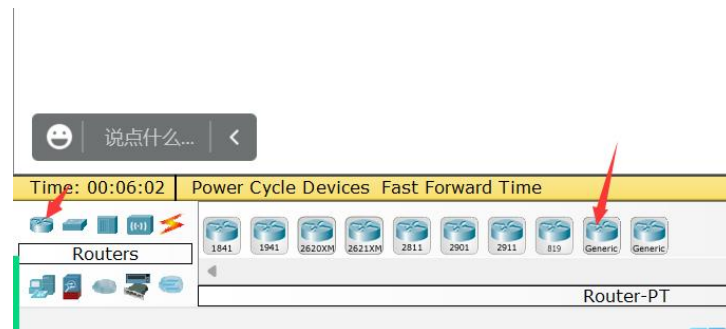 说点什么...
Time: 00:06:02 Power Cycle Devices Fast Forward Time
Routers
1841 1941 2620XM 2621XM 2811 2901 2911 819 Generic Generic
Router-PT